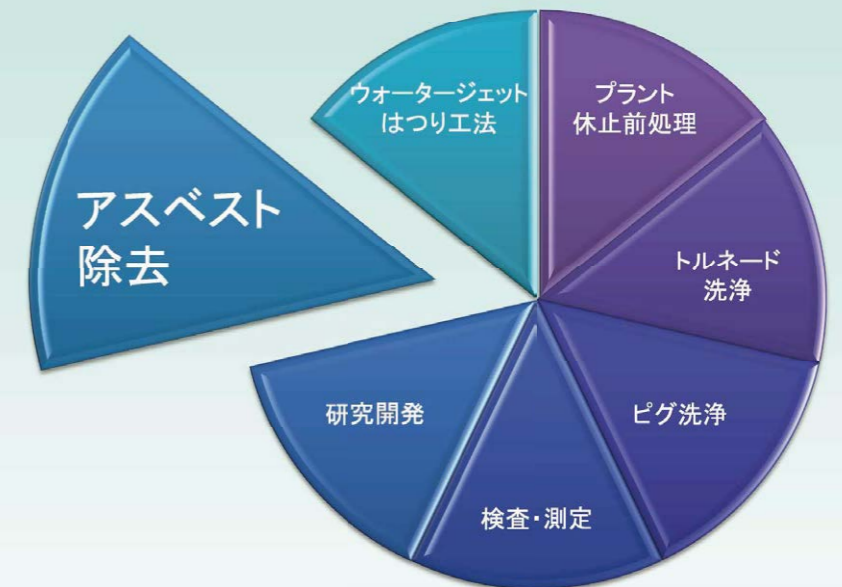 ウォータージェット
はつり工法
プラント
休止前処理
アスベスト
除去
トルネード
洗浄
研究開発
ピグ洗浄
検査・測定